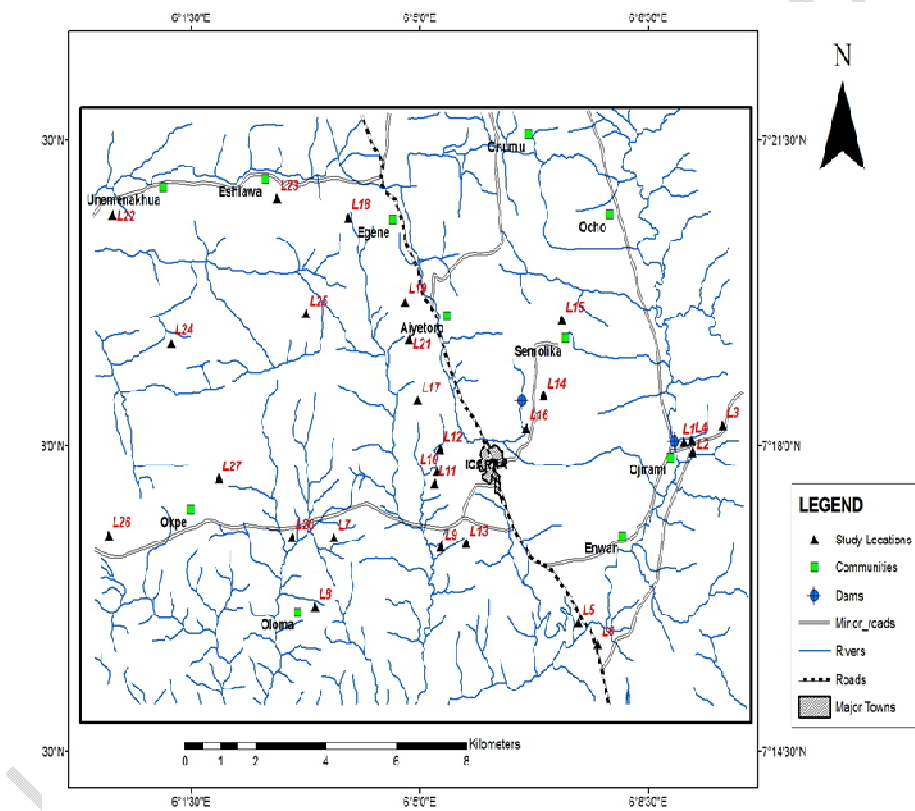 6°1'30"E 6°5'0"E 6°8'30"E
N
30'N 7°21'30"N
Orumu
Eshiawa L23
Unemenakhua
L22
L18
Egene
Ocho
L19
L25
L15
Aiyetoro
L21
L24
Semolika
L17
L14
L16
L3
L12
L1 L4
30'N 7°18'0"N
L2
L10
L11
Ojirami
L27
Okpe
L26
L7
L9 L13
Enwan
L8
Oloma
L5
L6
LEGEND
Study Locations
Communities
Dams
Minor_roads
Rivers
Roads
Major Towns
30'N 7°14'30"N
Kilometers
0 1 2 4 6 8
6°1'30"E 6°5'0"E 6°8'30"E